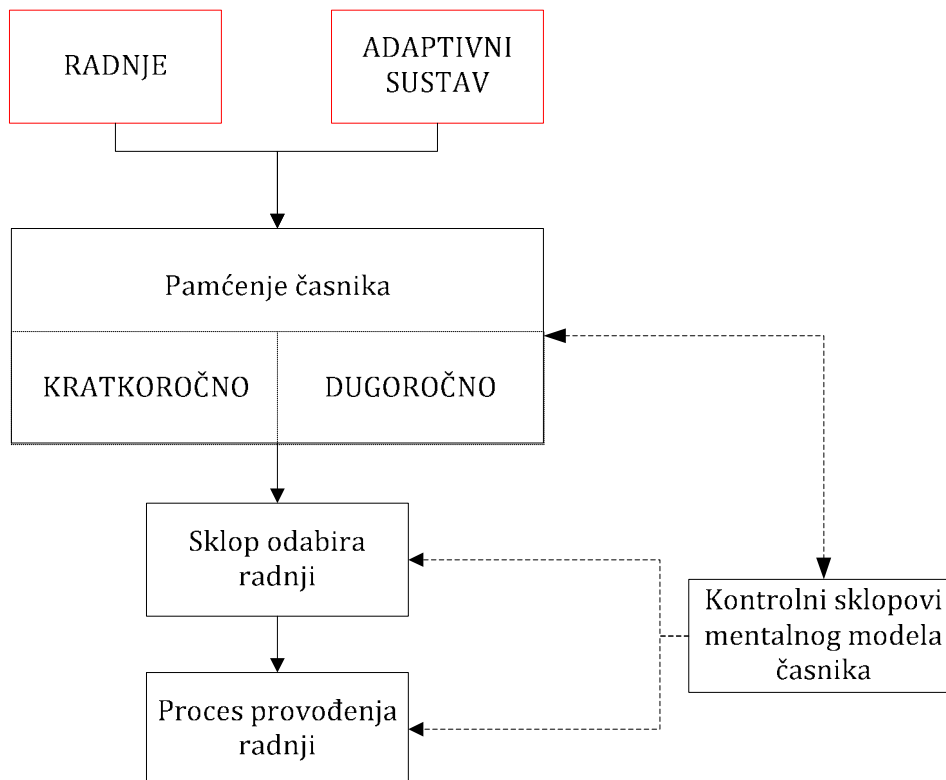 RADNJE
ADAPTIVNI
SUSTAV
Pamćenje časnika
KRATKOROČNO
DUGOROČNO
Sklop odabira
radnji
Kontrolni sklopovi
mentalnog modela
časnika
Proces provođenja
radnji